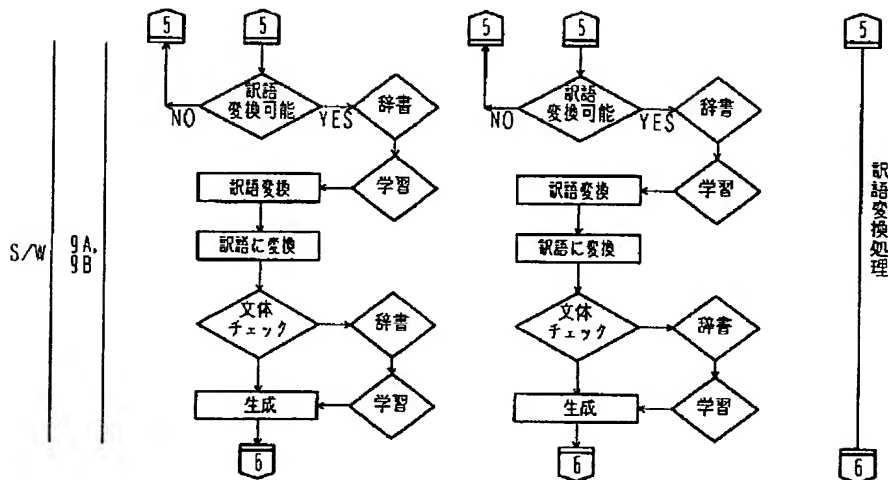 5
5
訳語
変換可能
NO
YES
辞書
学習
訳語変換
訳語に変換
文体
チェック
辞書
学習
生成
6
5
5
訳語
変換可能
NO
YES
辞書
学習
訳語変換
訳語に変換
文体
チェック
辞書
学習
生成
6
5
訳語変換処理
6
S/W
9A,
9B